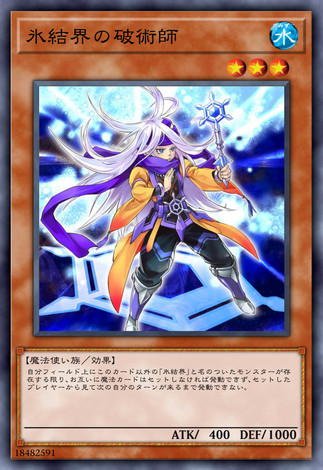 氷結界の破術師
水
【魔法使い族／効果】
自分フィールド上にこのカード以外の「氷結界」と名のついたモンスターが存
在する限り、お互いに魔法カードはセットしなければ発動できず、セットした
プレイヤーから見て次の自分のターンが来るまで発動できない。
ATK/ 400 DEF/1000
18482591